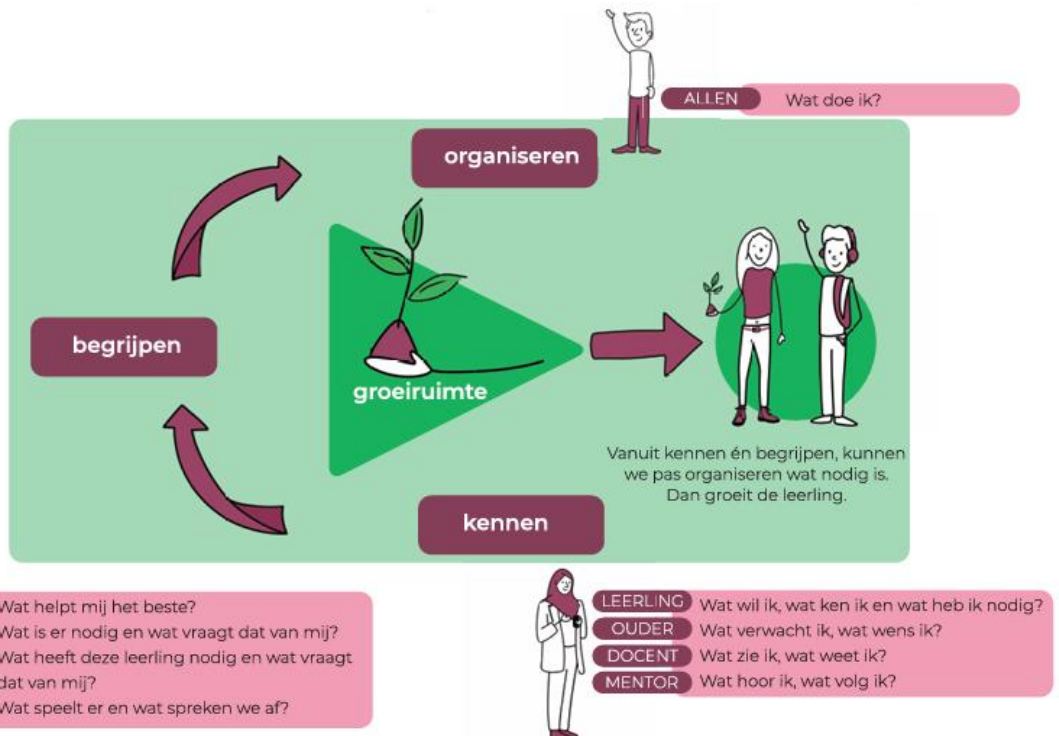 ALLEN Wat doe ik?
organiseren
begrijpen
groeiruimte
Vanuit kennen én begrijpen, kunnen
we pas organiseren wat nodig is.
Dan groeit de leerling.
kennen
Wat helpt mij het beste?
Wat is er nodig en wat vraagt dat van mij?
Wat heeft deze leerling nodig en wat vraagt
dat van mij?
Wat speelt er en wat spreken we af?
LEERLING Wat wil ik, wat ken ik en wat heb ik nodig?
OUDER Wat verwacht ik, wat wens ik?
DOCENT Wat zie ik, wat weet ik?
MENTOR Wat hoor ik, wat volg ik?